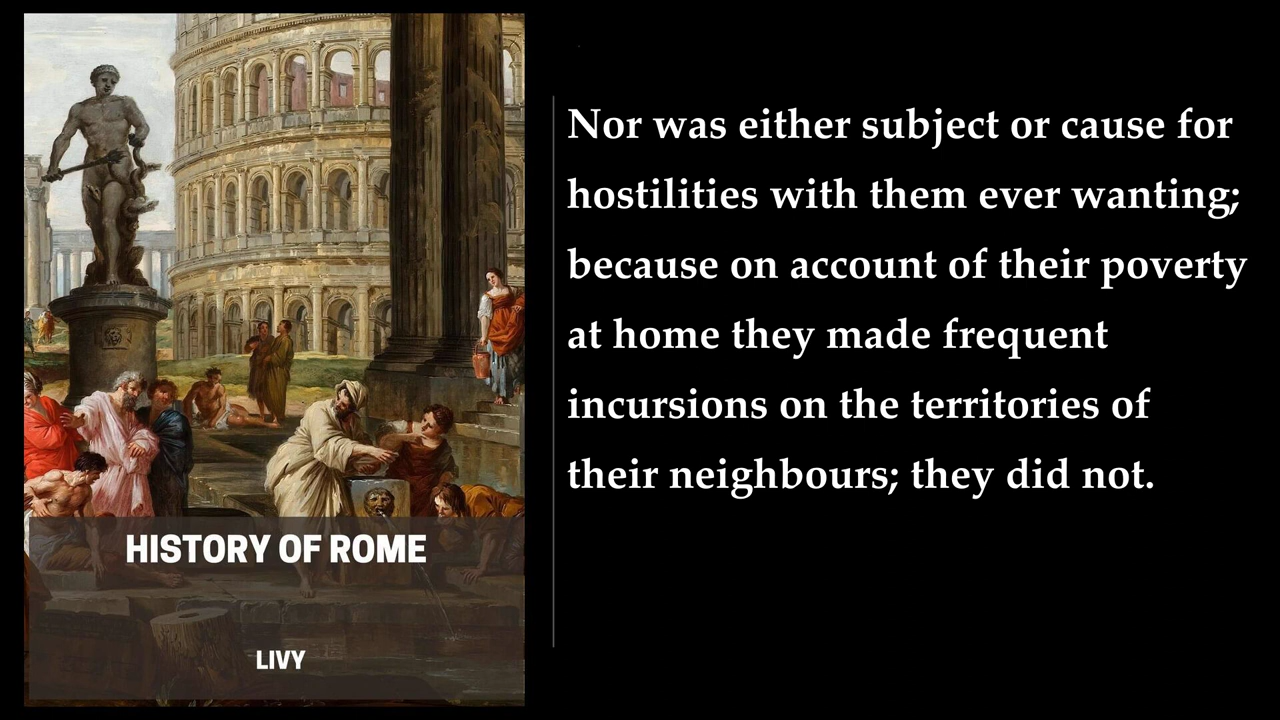 HISTORY OF ROME
LIVY
Nor was either subject or cause for
hostilities with them ever wanting;
because on account of their poverty
at home they made frequent
incursions on the territories of
their neighbours; they did not.